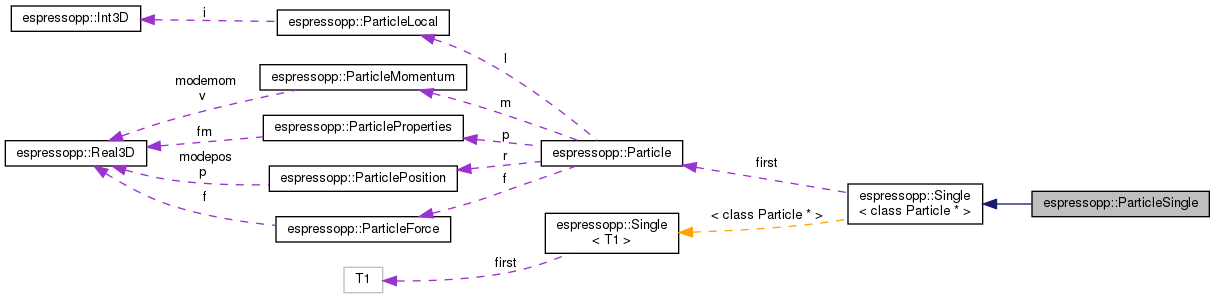 espressopp::Int3D
i
espressopp::ParticleLocal
l
espressopp::ParticleMomentum
modemom
v
m
espressopp::ParticleProperties
fm
p
espressopp::Real3D
espressopp::Particle
modepos
p
r
first
espressopp::ParticlePosition
f
f
espressopp::Single
< class Particle * >
espressopp::ParticleSingle
espressopp::ParticleForce
< class Particle * >
espressopp::Single
< T1 >
first
T1